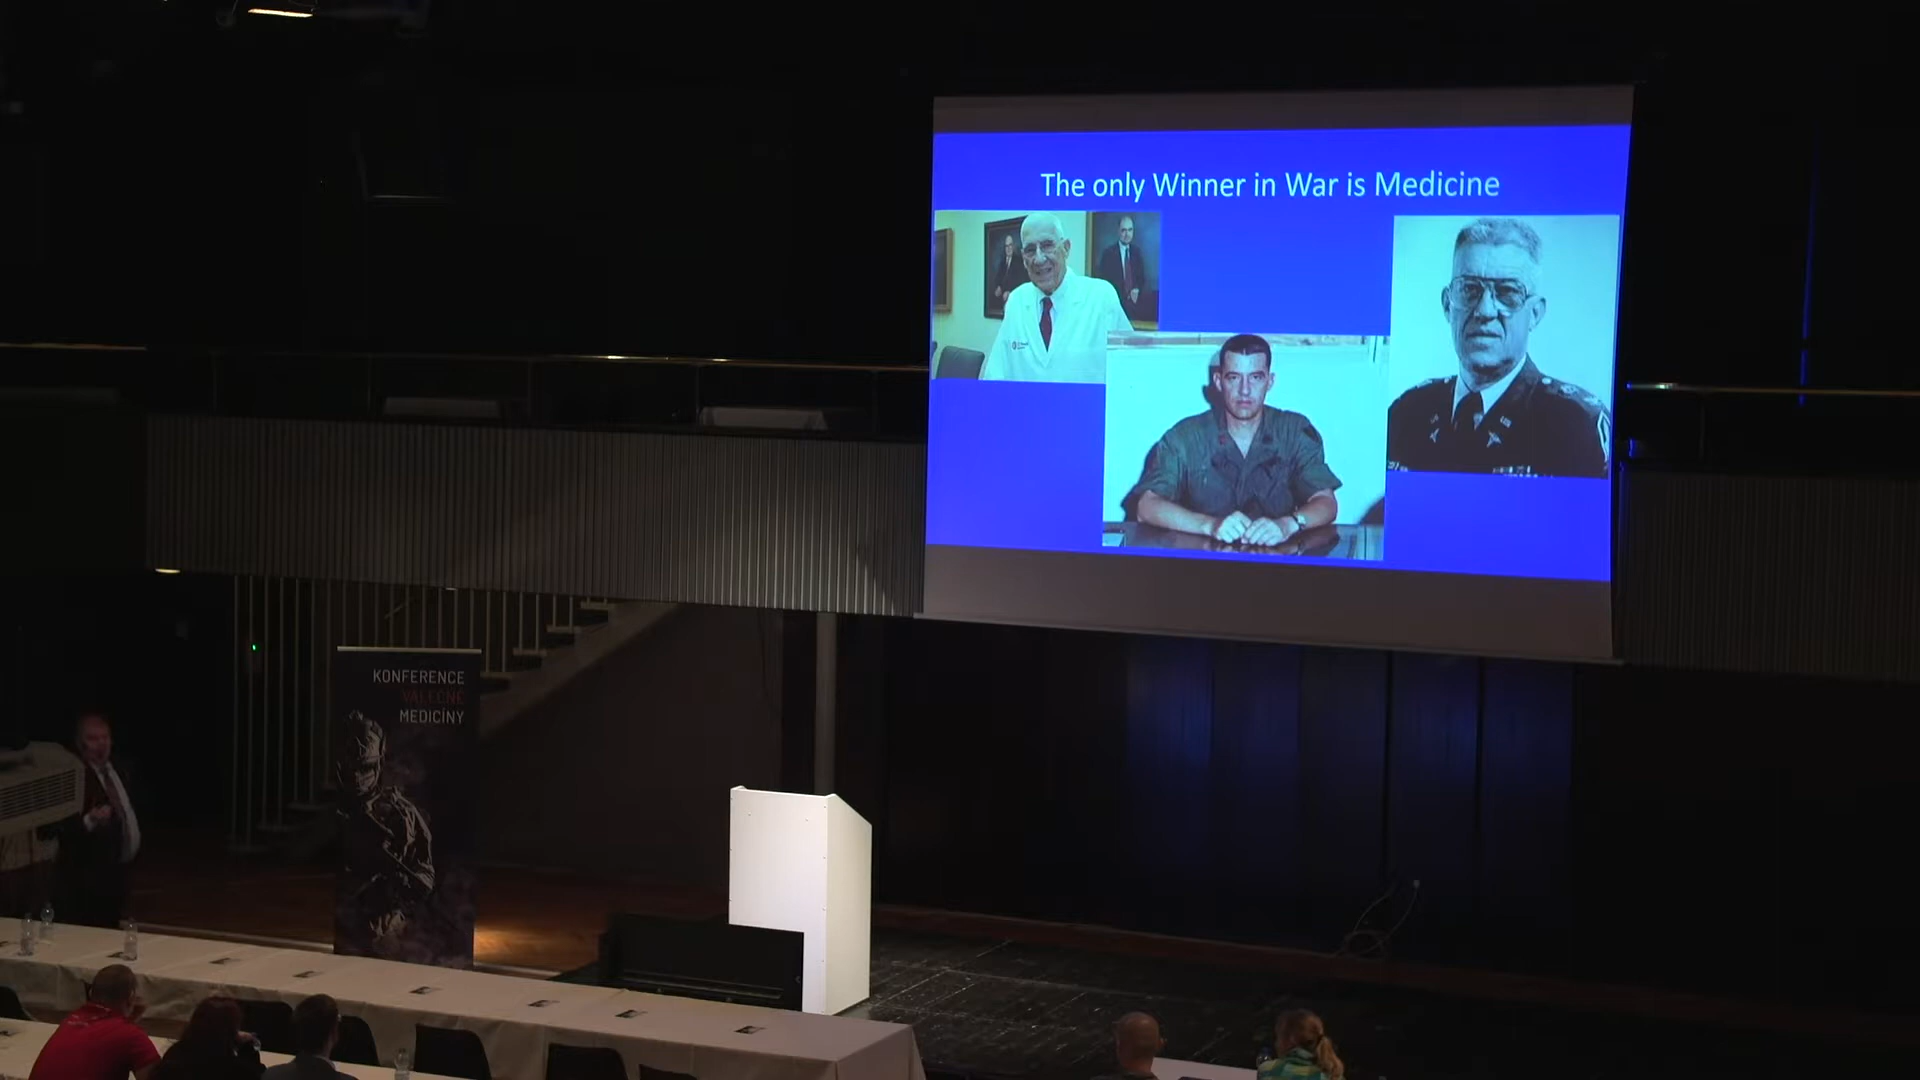 The only Winner in War is Medicine
KONFERENCE
VÁLEČNÉ
MEDICÍNY